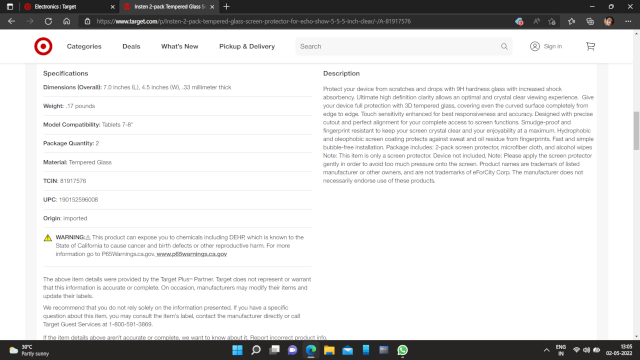 Electronics : Target
Insten 2-pack Tempered Glass S
https://www.target.com/p/insten-2-pack-tempered-glass-screen-protector-for-echo-show-5-5-5-inch-clear/-/A-81917576
Categories
Deals
What's New
Pickup & Delivery
Search
Sign in
Specifications
Dimensions (Overall): 7.0 inches (L), 4.5 inches (W), .33 millimeter thick
Weight: .17 pounds
Model Compatibility: Tablets 7-8"
Package Quantity: 2
Material: Tempered Glass
TCIN: 81917576
UPC: 190152596008
Origin: Imported
WARNING:⚠ This product can expose you to chemicals including DEHP, which is known to the
State of California to cause cancer and birth defects or other reproductive harm. For more
information go to P65Warnings.ca.gov. www.p65warnings.ca.gov
The above item details were provided by the Target Plus™ Partner. Target does not represent or warrant
that this information is accurate or complete. On occasion, manufacturers may modify their items and
update their labels.
We recommend that you do not rely solely on the information presented. If you have a specific
question about this item, you may consult the item's label, contact the manufacturer directly or call
Target Guest Services at 1-800-591-3869.
If the item details above aren't accurate or complete, we want to know about it. Report incorrect product info.
Description
Protect your device from scratches and drops with 9H hardness glass with increased shock
absorbency. Ultimate high definition clarity allows an optimal and crystal clear viewing experience. Give
your device full protection with 3D tempered glass, covering even the curved surface completely from
edge to edge. Touch sensitivity enhanced for best responsiveness and accuracy. Designed with precise
cutout and perfect alignment for your complete access to screen functions. Smudge-proof and
fingerprint resistant to keep your screen crystal clear and your enjoyability at a maximum. Hydrophobic and
oleophobic screen coating protects against sweat and oil residue from fingerprints. Fast and simple
bubble-free installation. Package Includes: 2-pack screen protector, microfiber cloth, and alcohol wipes
Note: This item is only a screen protector. Device not included. Note: Please apply the screen protector
gently in order to avoid too much pressure onto the screen. Product names are trademark of listed
manufacturer or other owners, and are not trademarks of eForCity Corp. The manufacturer does not
necessarily endorse use of these products.
30°C
Partly sunny
ENG
IN
13:05
02-05-2022